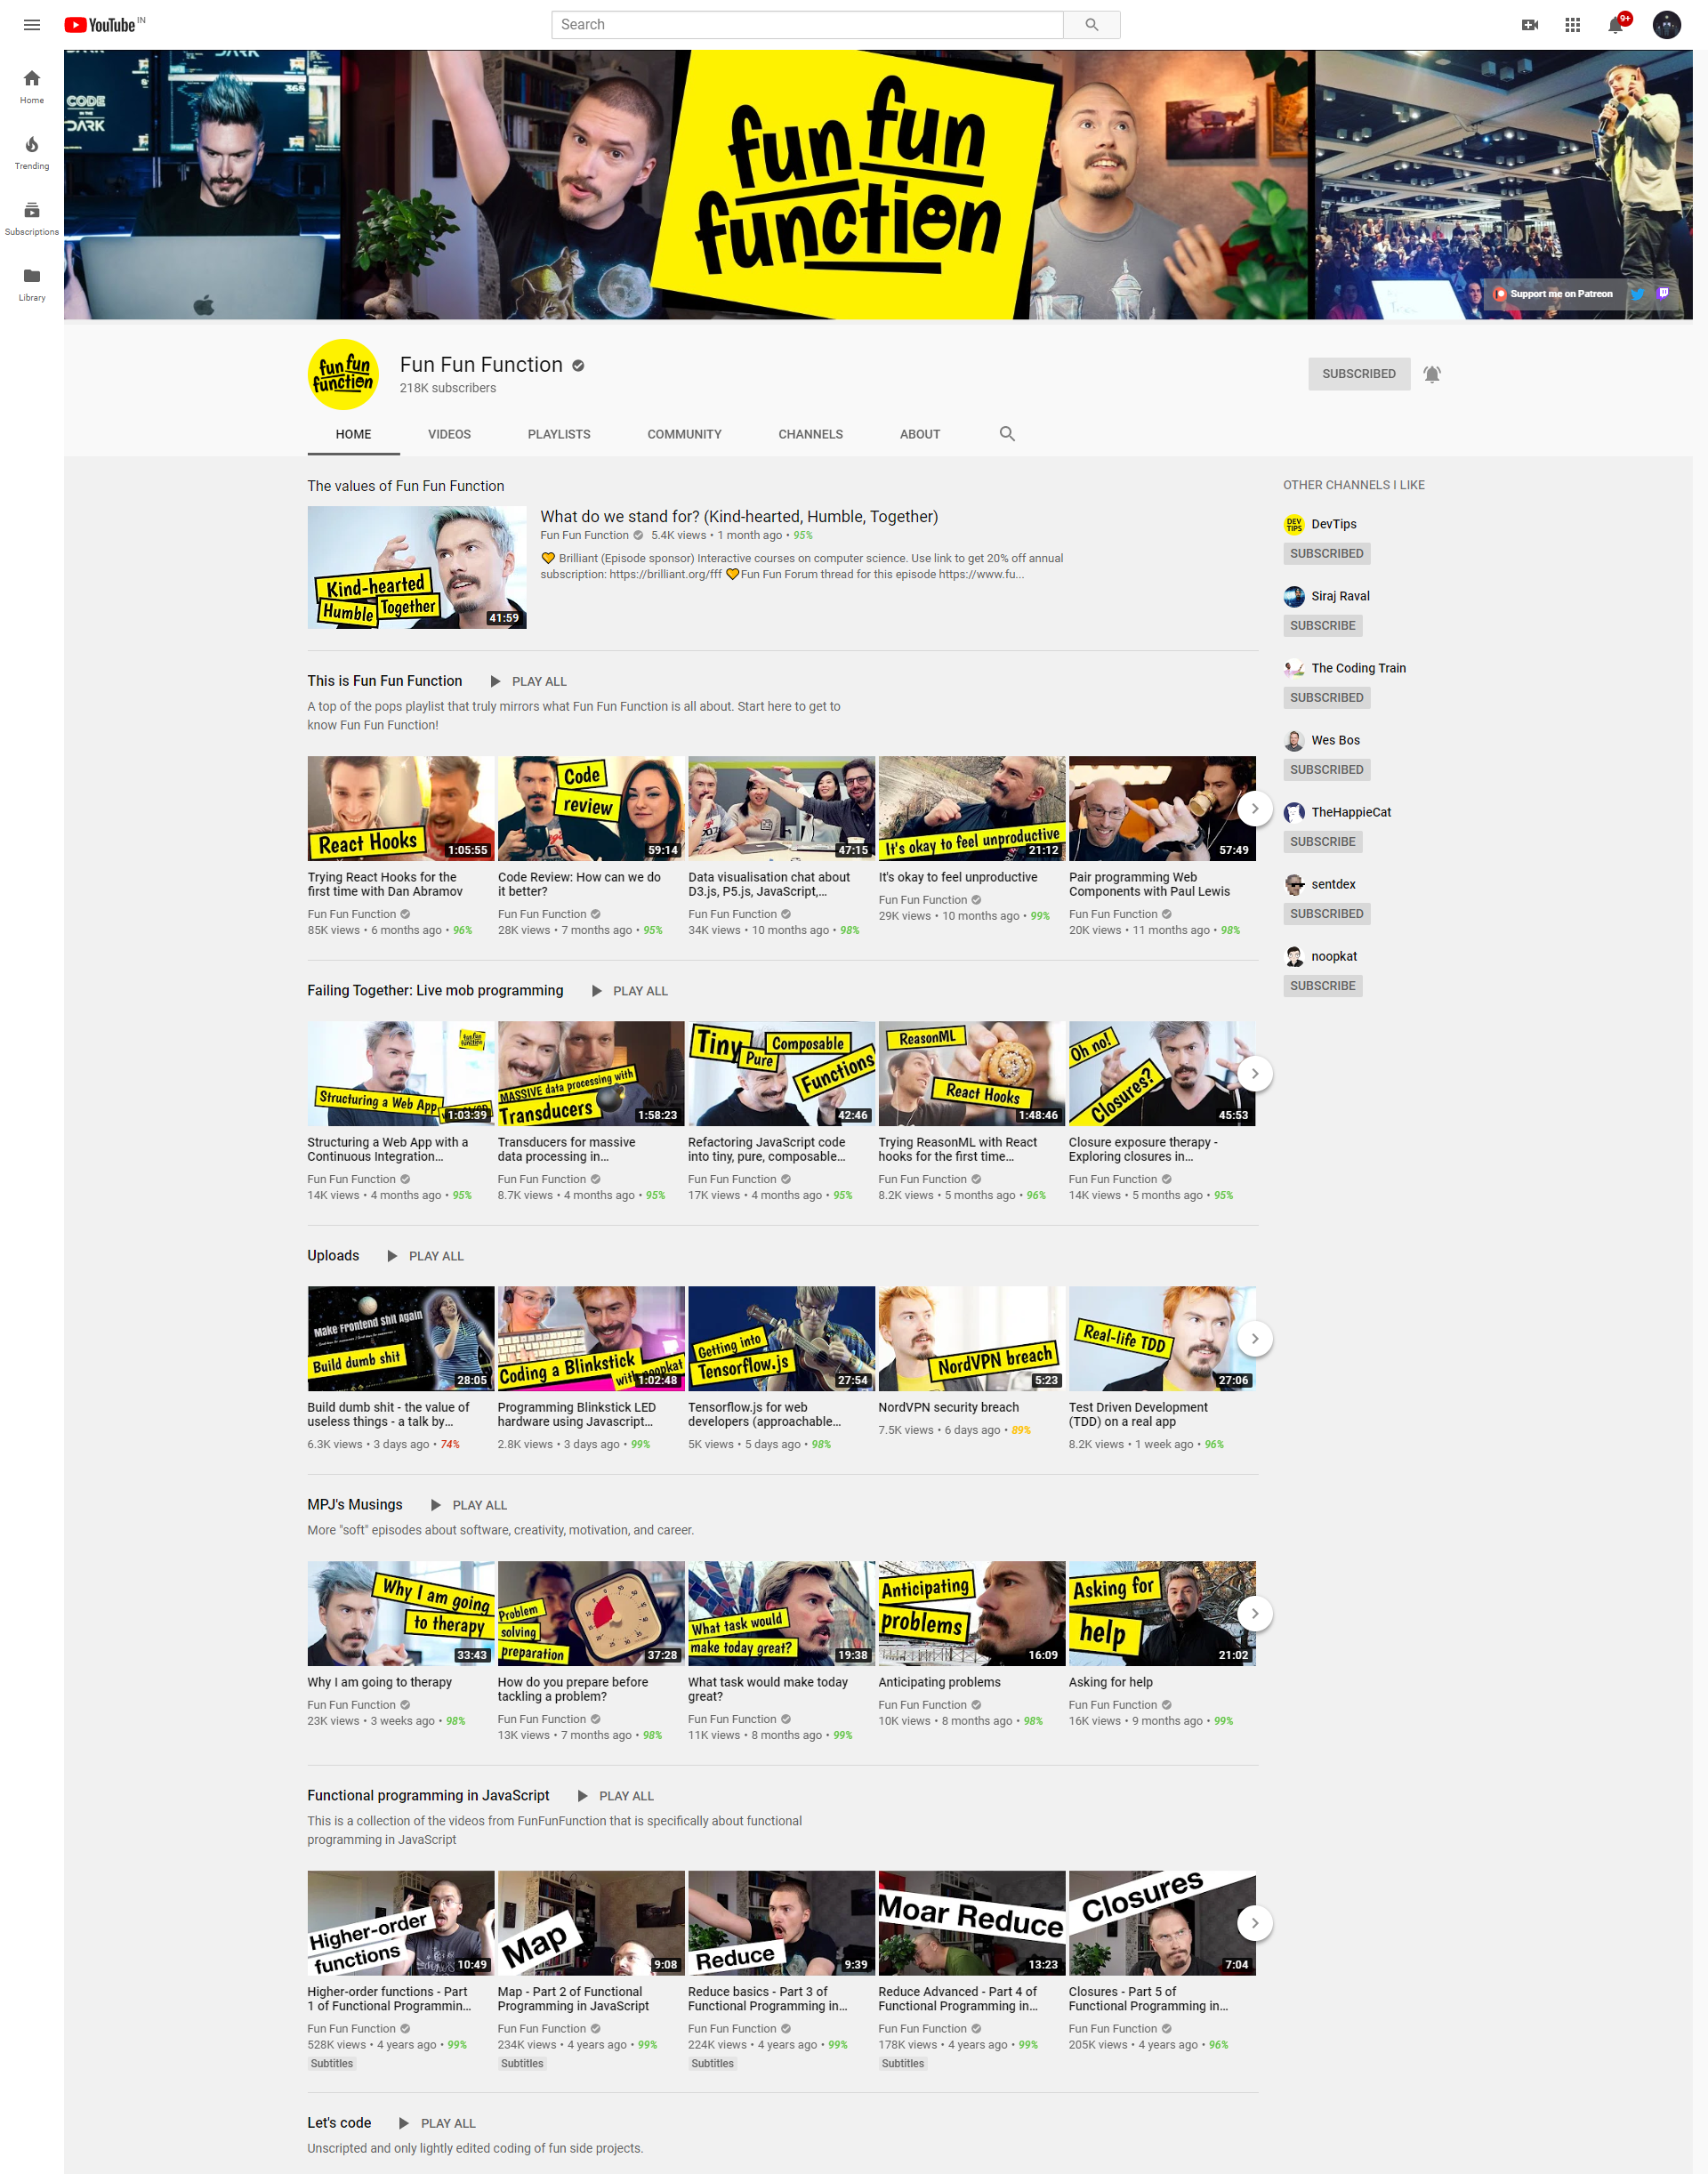 YouTube IN
Search
9+
Home
Trending
Subscriptions
Library
CODE
IN THE
DARK
fun fun
function
Support me on Patreon
fun fun
function
Fun Fun Function
218K subscribers
SUBSCRIBED
HOME VIDEOS PLAYLISTS COMMUNITY CHANNELS ABOUT
The values of Fun Fun Function
Kind-hearted
Humble Together
41:59
What do we stand for? (Kind-hearted, Humble, Together)
Fun Fun Function 5.4K views • 1 month ago • 95%
💛 Brilliant (Episode sponsor) Interactive courses on computer science. Use link to get 20% off annual
subscription: https://brilliant.org/fff 💛Fun Fun Forum thread for this episode https://www.fu...
OTHER CHANNELS I LIKE
DEV TIPS
DevTips
SUBSCRIBED
Siraj Raval
SUBSCRIBE
The Coding Train
SUBSCRIBED
Wes Bos
SUBSCRIBED
TheHappieCat
SUBSCRIBE
sentdex
SUBSCRIBED
noopkat
SUBSCRIBE
This is Fun Fun Function PLAY ALL
A top of the pops playlist that truly mirrors what Fun Fun Function is all about. Start here to get to
know Fun Fun Function!
React Hooks
1:05:55
Trying React Hooks for the
first time with Dan Abramov
Fun Fun Function
85K views • 6 months ago • 96%
Code
review
59:14
Code Review: How can we do
it better?
Fun Fun Function
28K views • 7 months ago • 95%
47:15
Data visualisation chat about
D3.js, P5.js, JavaScript,...
Fun Fun Function
34K views • 10 months ago • 98%
It's okay to feel unproductive
21:12
It's okay to feel unproductive
Fun Fun Function
29K views • 10 months ago • 99%
57:49
Pair programming Web
Components with Paul Lewis
Fun Fun Function
20K views • 11 months ago • 98%
Failing Together: Live mob programming PLAY ALL
fun fun
function
Structuring a Web App
1:03:39
Structuring a Web App with a
Continuous Integration...
Fun Fun Function
14K views • 4 months ago • 95%
MASSIVE data processing with
Transducers
1:58:23
Transducers for massive
data processing in...
Fun Fun Function
8.7K views • 4 months ago • 95%
Tiny Composable
Pure
Functions
42:46
Refactoring JavaScript code
into tiny, pure, composable...
Fun Fun Function
17K views • 4 months ago • 95%
ReasonML
React Hooks
1:48:46
Trying ReasonML with React
hooks for the first time...
Fun Fun Function
8.2K views • 5 months ago • 96%
Oh no!
Closures?
45:53
Closure exposure therapy -
Exploring closures in...
Fun Fun Function
14K views • 5 months ago • 95%
Uploads PLAY ALL
Make Frontend shit Again
Build dumb shit
28:05
Build dumb shit - the value of
useless things - a talk by...
6.3K views • 3 days ago • 74%
Coding a Blinkstick
with noopkat
1:02:48
Programming Blinkstick LED
hardware using Javascript...
2.8K views • 3 days ago • 99%
Getting into
Tensorflow.js
27:54
Tensorflow.js for web
developers (approachable...
5K views • 5 days ago • 98%
NordVPN breach
5:23
NordVPN security breach
7.5K views • 6 days ago • 89%
Real-life TDD
27:06
Test Driven Development
(TDD) on a real app
8.2K views • 1 week ago • 96%
MPJ's Musings PLAY ALL
More "soft" episodes about software, creativity, motivation, and career.
Why I am going
to therapy
33:43
Why I am going to therapy
Fun Fun Function
23K views • 3 weeks ago • 98%
Problem
solving
preparation
37:28
How do you prepare before
tackling a problem?
Fun Fun Function
13K views • 7 months ago • 98%
What task would
make today great?
19:38
What task would make today
great?
Fun Fun Function
11K views • 8 months ago • 99%
Anticipating
problems
16:09
Anticipating problems
Fun Fun Function
10K views • 8 months ago • 98%
Asking for
help
21:02
Asking for help
Fun Fun Function
16K views • 9 months ago • 99%
Functional programming in JavaScript PLAY ALL
This is a collection of the videos from FunFunFunction that is specifically about functional
programming in JavaScript
Higher-order
functions
10:49
Higher-order functions - Part
1 of Functional Programmin...
Fun Fun Function
528K views • 4 years ago • 99%
Subtitles
Map
9:08
Map - Part 2 of Functional
Programming in JavaScript
Fun Fun Function
234K views • 4 years ago • 99%
Subtitles
Reduce
9:39
Reduce basics - Part 3 of
Functional Programming in...
Fun Fun Function
224K views • 4 years ago • 99%
Subtitles
Moar Reduce
13:23
Reduce Advanced - Part 4 of
Functional Programming in...
Fun Fun Function
178K views • 4 years ago • 99%
Subtitles
Closures
7:04
Closures - Part 5 of
Functional Programming in...
Fun Fun Function
205K views • 4 years ago • 96%
Let's code PLAY ALL
Unscripted and only lightly edited coding of fun side projects.